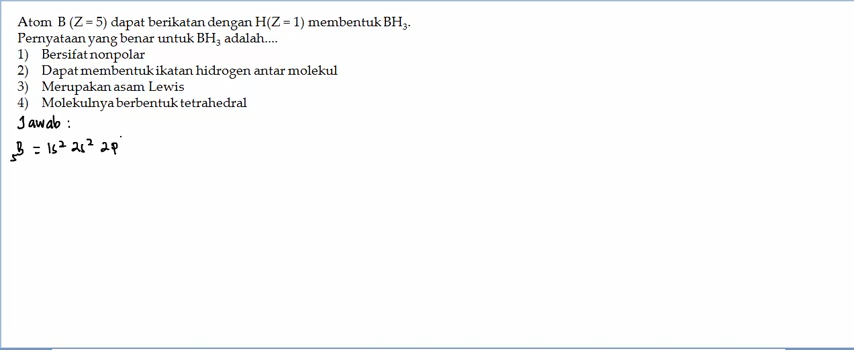 Atom B (Z = 5) dapat berikatan dengan H(Z = 1) membentuk BH₃.
Pernyataan yang benar untuk BH₃ adalah....
1) Bersifat nonpolar
2) Dapat membentuk ikatan hidrogen antar molekul
3) Merupakan asam Lewis
4) Molekulnya berbentuk tetrahedral
Jawab :
₅B = 1s² 2s² 2p